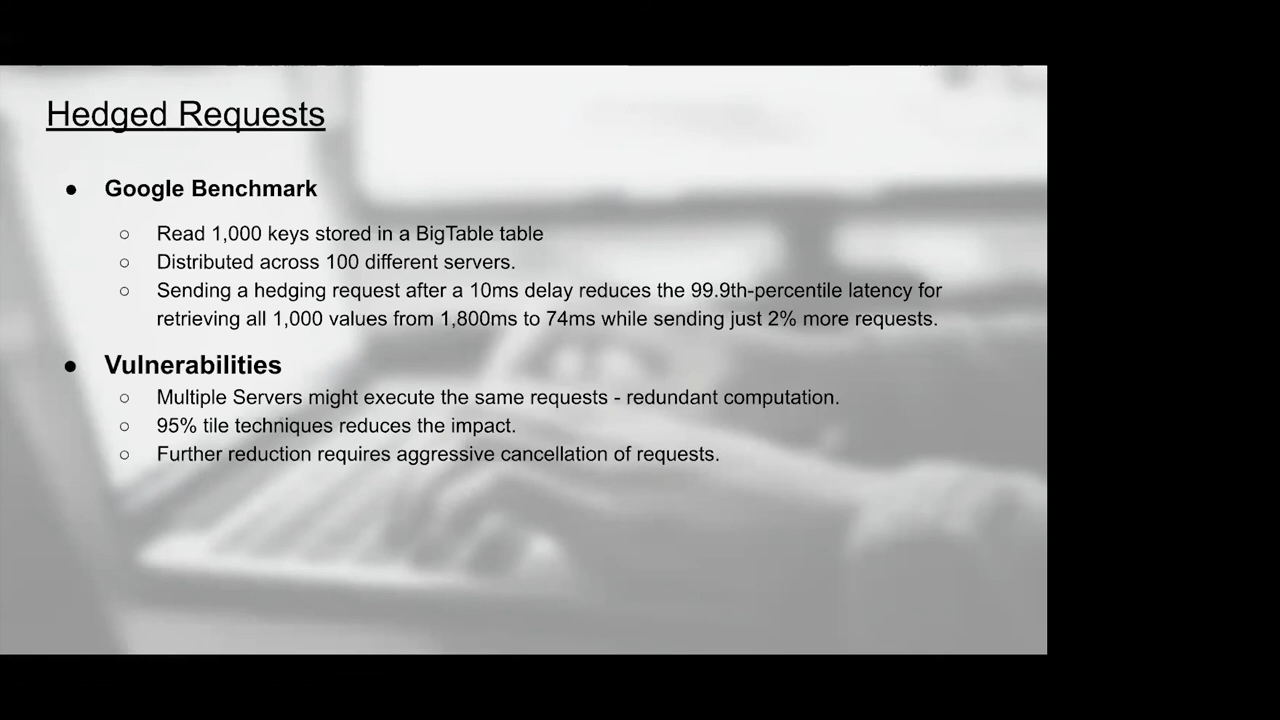 Hedged Requests
● Google Benchmark
○ Read 1,000 keys stored in a BigTable table
○ Distributed across 100 different servers.
○ Sending a hedging request after a 10ms delay reduces the 99.9th-percentile latency for
retrieving all 1,000 values from 1,800ms to 74ms while sending just 2% more requests.
● Vulnerabilities
○ Multiple Servers might execute the same requests - redundant computation.
○ 95% tile techniques reduces the impact.
○ Further reduction requires aggressive cancellation of requests.